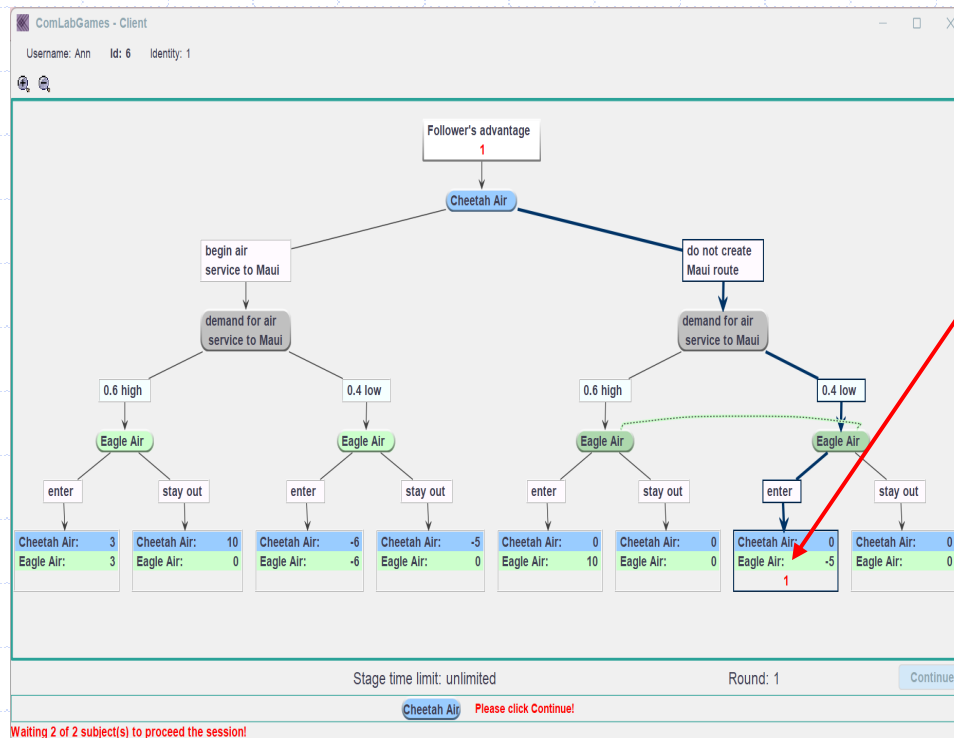 ComLabGames - Client
Username: Ann Id: 6 Identity: 1
Follower's advantage
1
Cheetah Air
begin air
service to Maui
do not create
Maui route
demand for air
service to Maui
demand for air
service to Maui
0.6 high
0.4 low
0.6 high
0.4 low
Eagle Air
Eagle Air
Eagle Air
Eagle Air
enter
stay out
enter
stay out
enter
stay out
enter
stay out
Cheetah Air: 3
Eagle Air: 3
Cheetah Air: 10
Eagle Air: 0
Cheetah Air: -6
Eagle Air: -6
Cheetah Air: -5
Eagle Air: 0
Cheetah Air: 0
Eagle Air: 10
Cheetah Air: 0
Eagle Air: 0
Cheetah Air: 0
Eagle Air: -5
1
Cheetah Air: 0
Eagle Air: 0
Stage time limit: unlimited
Round: 1
Continue
Cheetah Air Please click Continue!
Waiting 2 of 2 subject(s) to proceed the session!